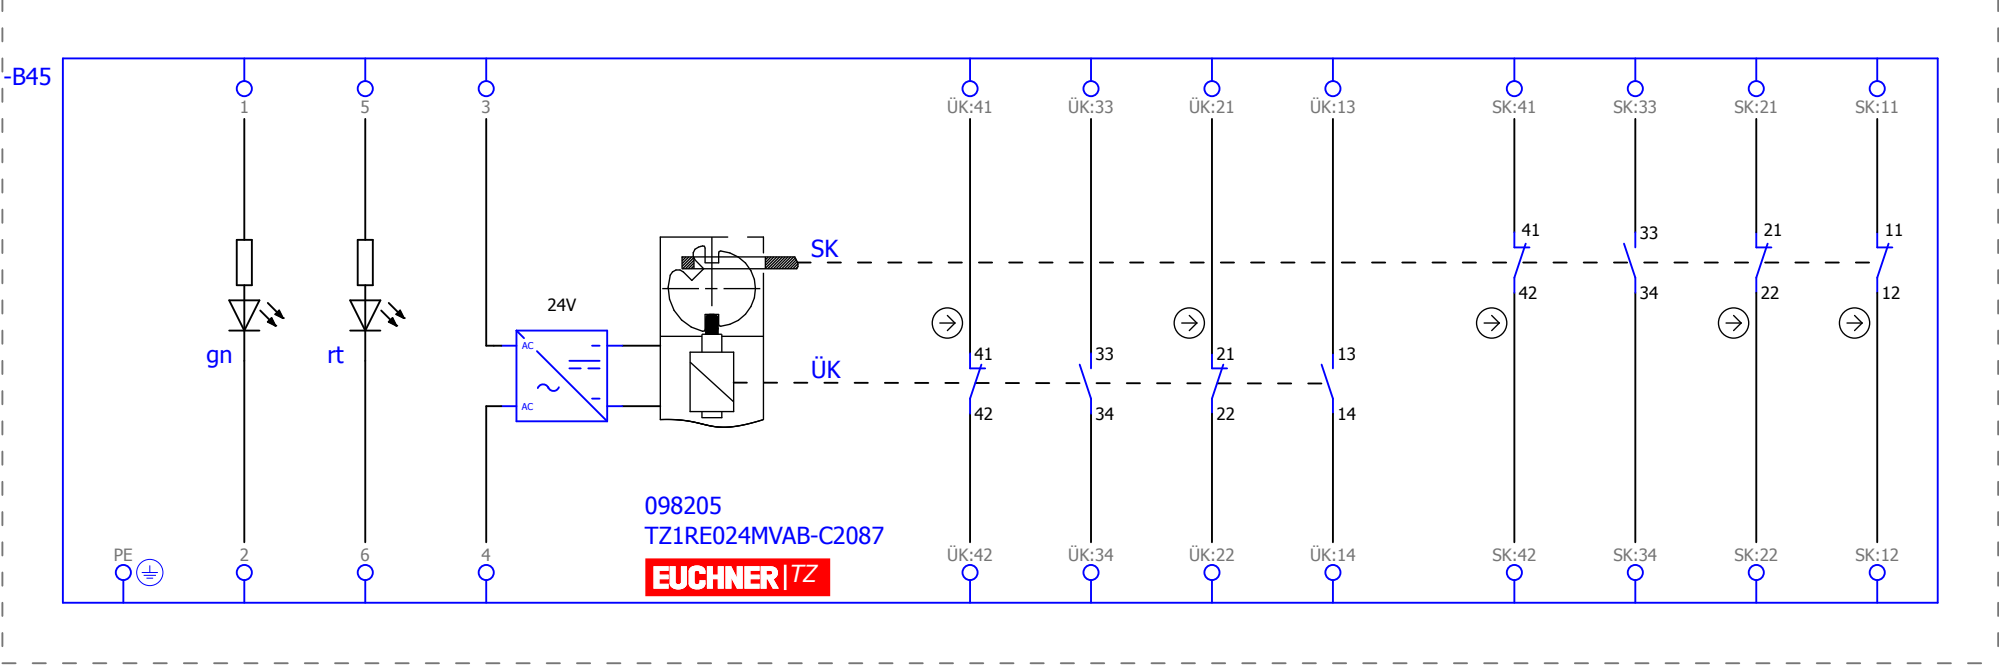 -B45
1 5 3 ÜK:41 ÜK:33 ÜK:21 ÜK:13 SK:41 SK:33 SK:21 SK:11
41 33 21 11
SK
42 34 22 12
24V
gn rt
AC
AC
41 33 21 13
ÜK
42 34 22 14
098205
TZ1RE024MVAB-C2087
EUCHNER|TZ
PE 2 6 4 ÜK:42 ÜK:34 ÜK:22 ÜK:14 SK:42 SK:34 SK:22 SK:12